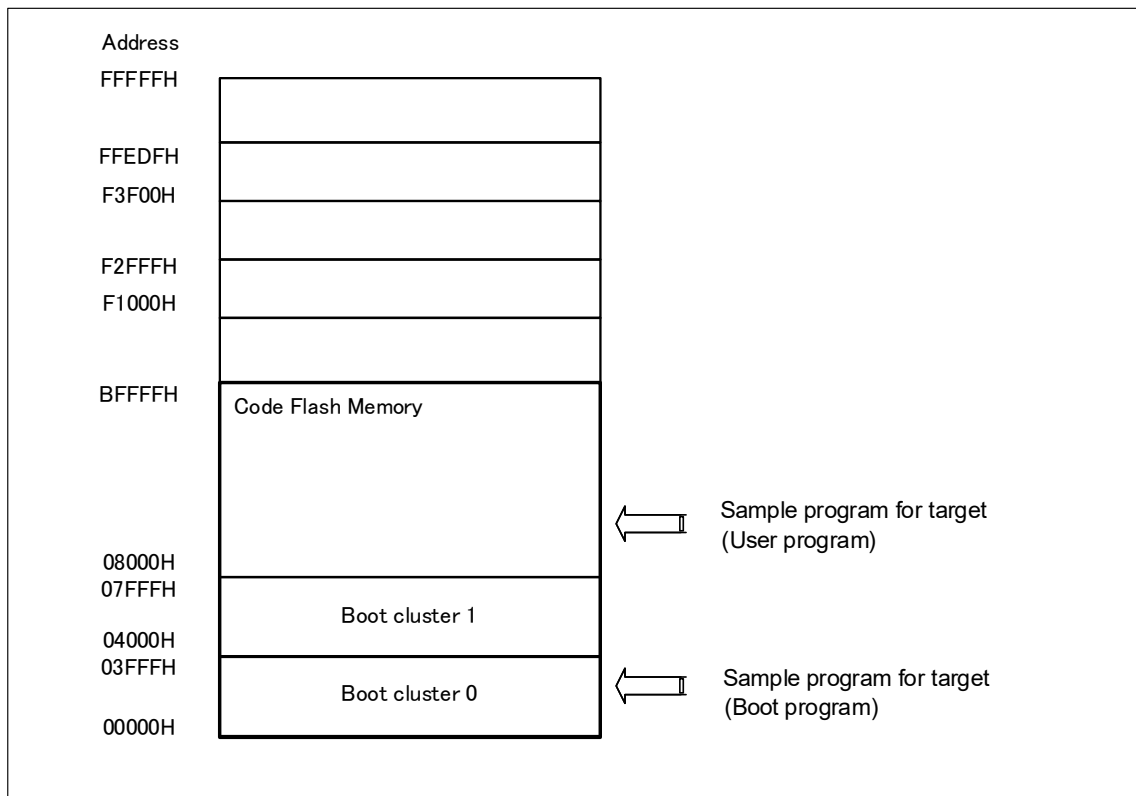 Address
FFFFFH
FFEDFH
F3F00H
F2FFFH
F1000H
BFFFFH
Code Flash Memory
Sample program for target
(User program)
08000H
07FFFH
Boot cluster 1
04000H
03FFFH
Boot cluster 0
Sample program for target
(Boot program)
00000H